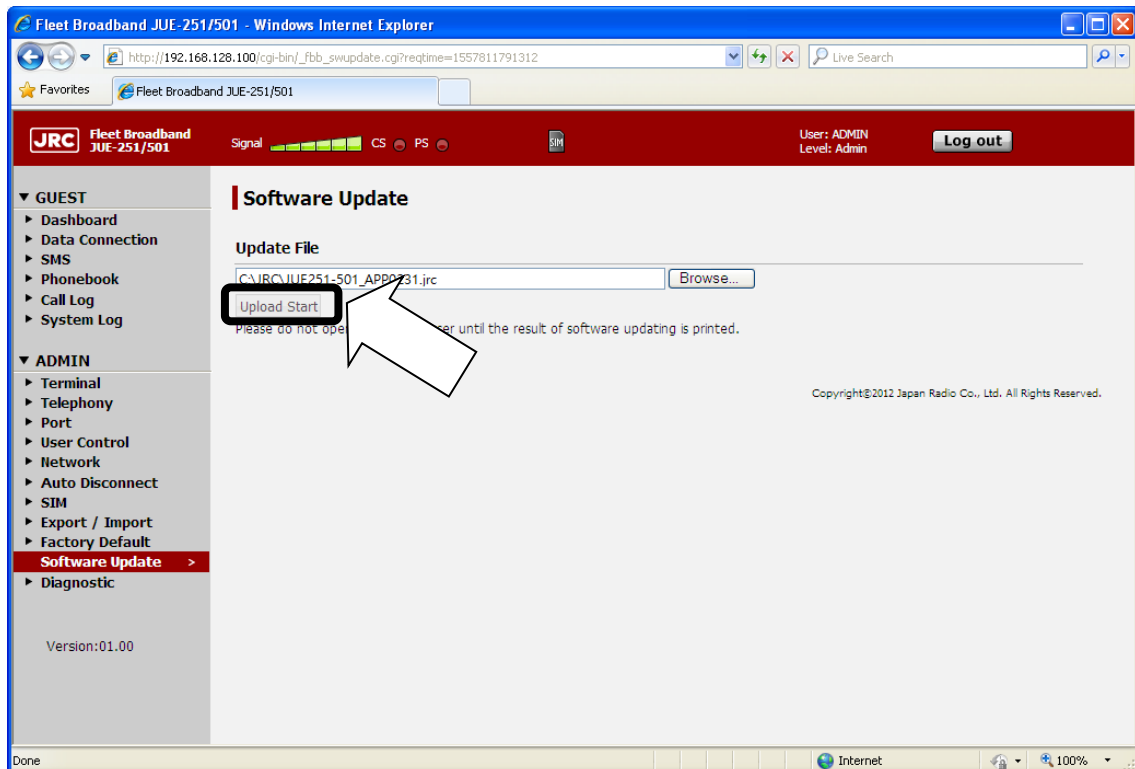 Fleet Broadband JUE-251/501 - Windows Internet Explorer
http://192.168.128.100/cgi-bin/_fbb_swupdate.cgi?reqtime=1557811791312
Live Search
Favorites
Fleet Broadband JUE-251/501
JRC Fleet Broadband JUE-251/501
Signal CS PS SIM
User: ADMIN
Level: Admin
Log out
GUEST
Dashboard
Data Connection
SMS
Phonebook
Call Log
System Log
ADMIN
Terminal
Telephony
Port
User Control
Network
Auto Disconnect
SIM
Export / Import
Factory Default
Software Update >
Diagnostic
Version:01.00
Software Update
Update File
C:\JRC\JUE251-501_APP0231.jrc
Browse...
Upload Start
Please do not until the result of software updating is printed.
Copyright©2012 Japan Radio Co., Ltd. All Rights Reserved.
Done
Internet
100%